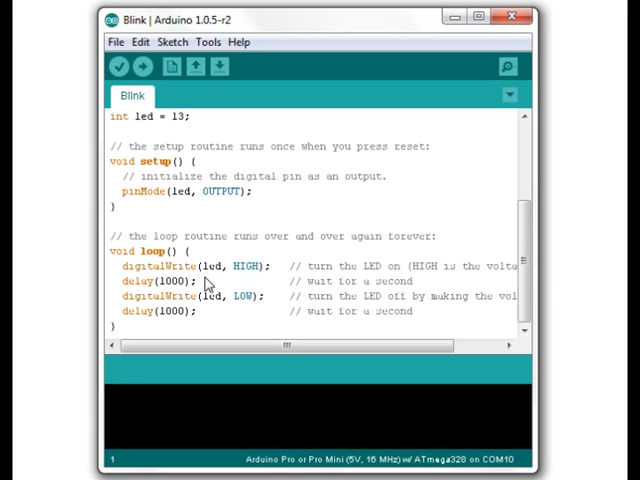 Blink | Arduino 1.0.5-r2
File Edit Sketch Tools Help
Blink
int led = 13;
// the setup routine runs once when you press reset:
void setup() {
// initialize the digital pin as an output.
pinMode(led, OUTPUT);
}
// the loop routine runs over and over again forever:
void loop() {
digitalWrite(led, HIGH); // turn the LED on (HIGH is the volta
delay(1000); // wait for a second
digitalWrite(led, LOW); // turn the LED off by making the vol
delay(1000); // wait for a second
}
1 Arduino Pro or Pro Mini (5V, 16 MHz) w/ ATmega328 on COM10